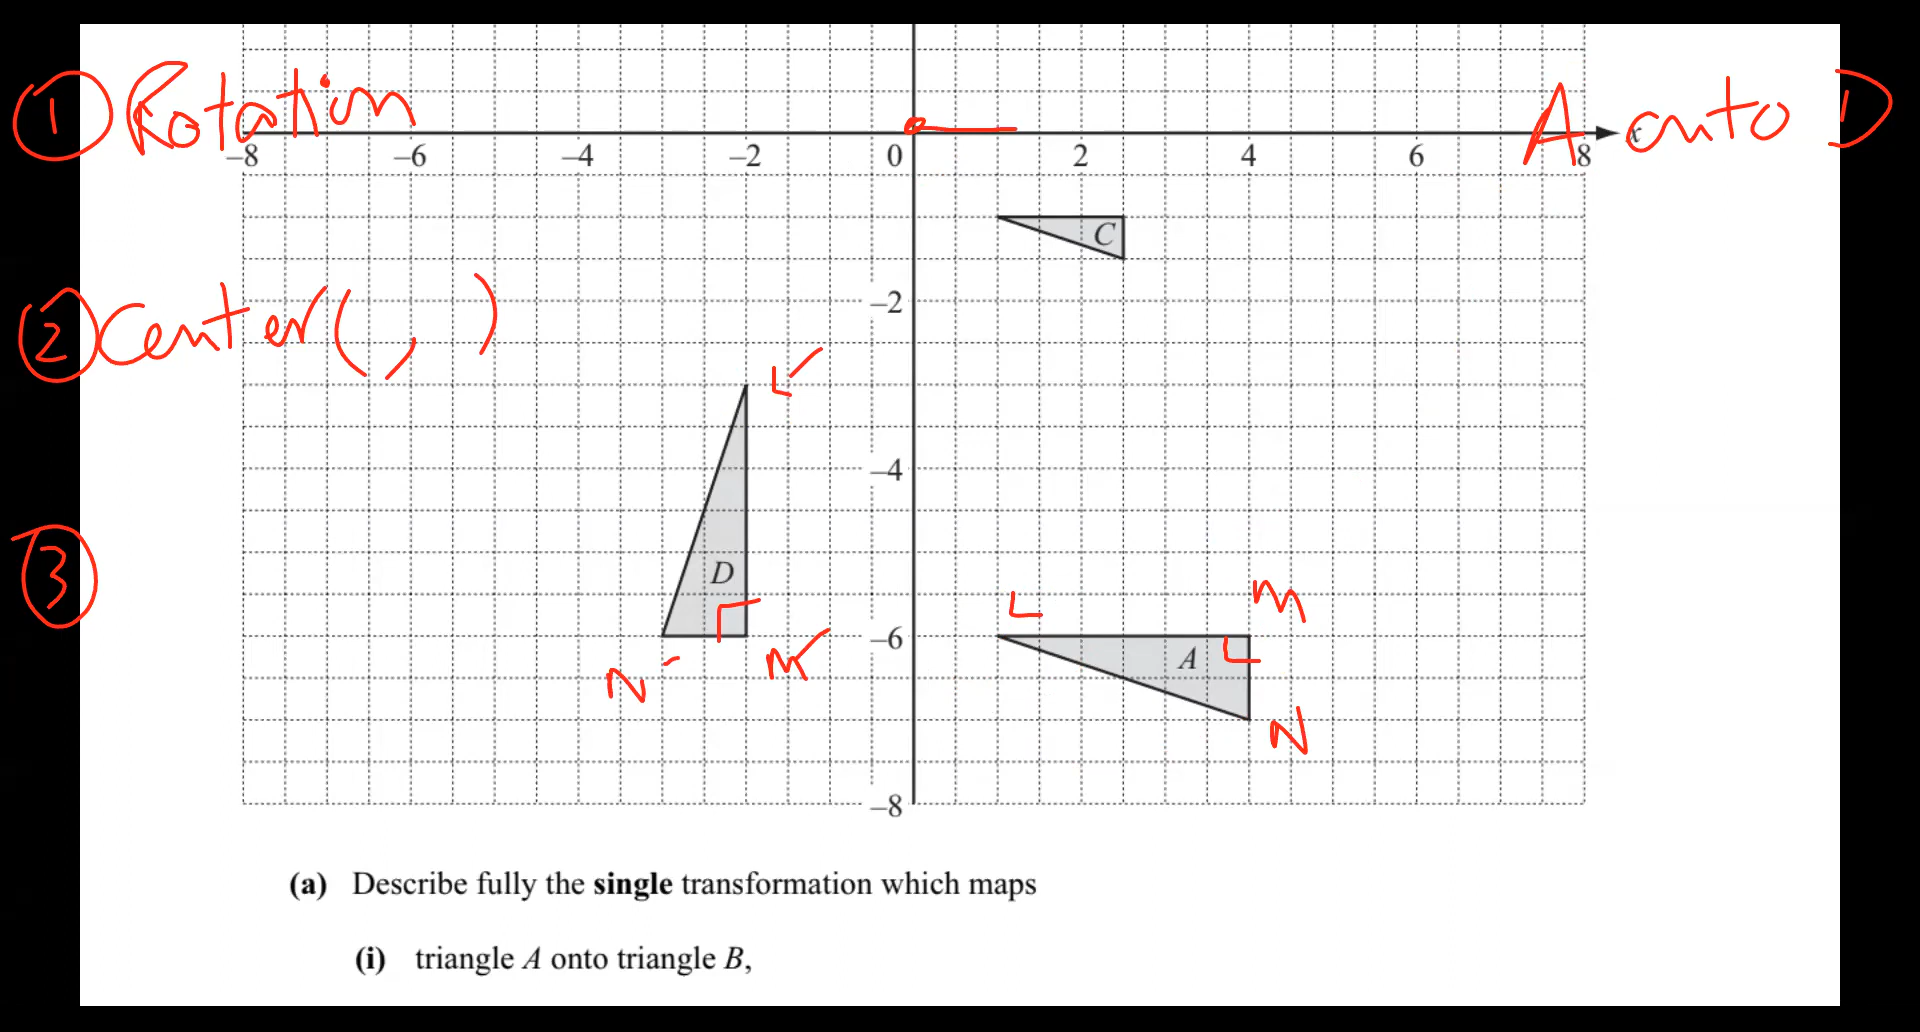 ① Rotation
A onto D
x
–8 –6 –4 –2 0 2 4 6 8
C
–2
② Center ( , )
L'
–4
D
③
L M
–6
N' M'
A
N
–8
(a) Describe fully the single transformation which maps
(i) triangle A onto triangle B,